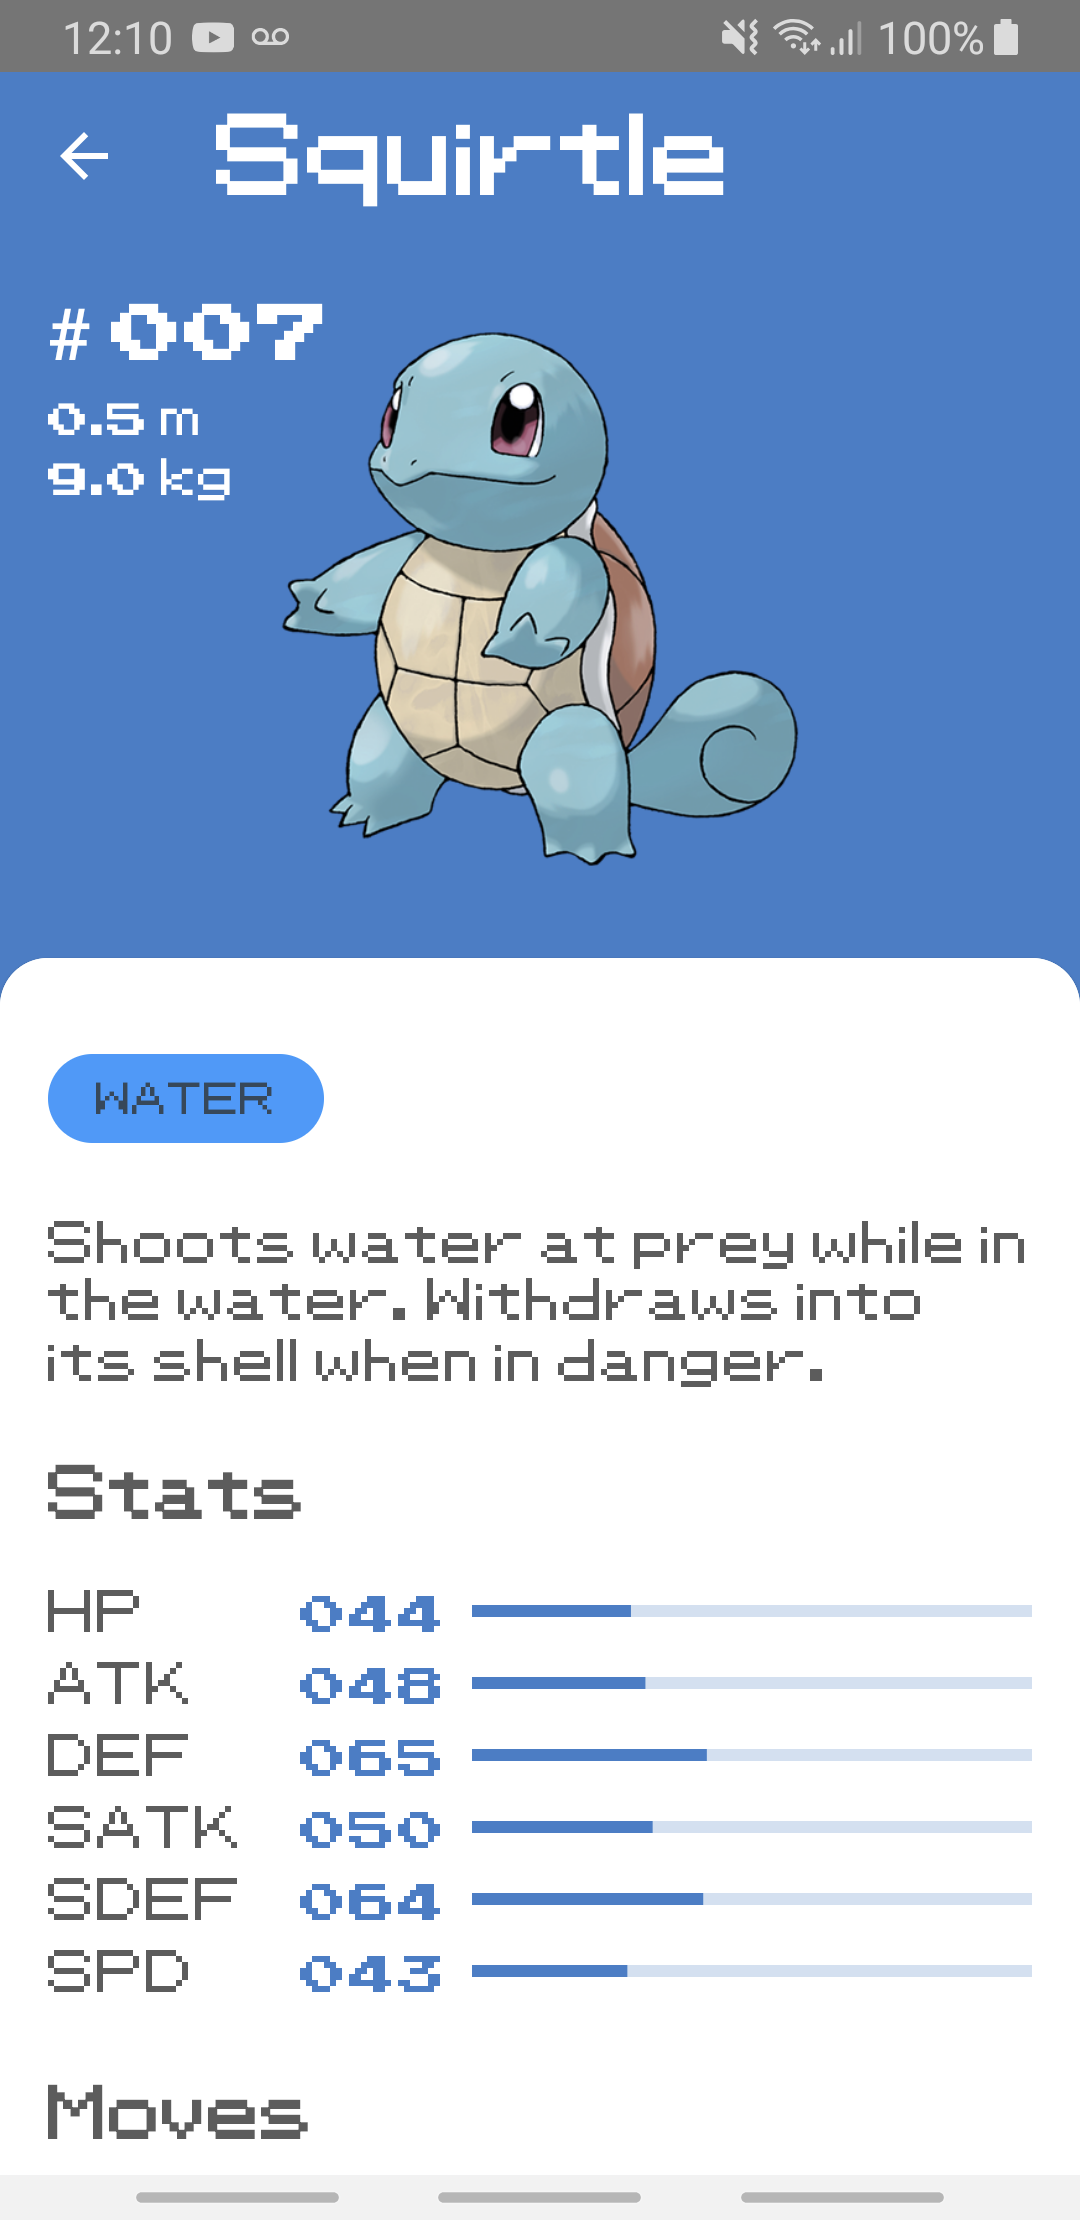 12:10 100%
Squirtle
# 007
0.5 m
9.0 kg
WATER
Shoots water at prey while in
the water. Withdraws into
its shell when in danger.
Stats
HP 044
ATK 048
DEF 065
SATK 050
SDEF 064
SPD 043
Moves